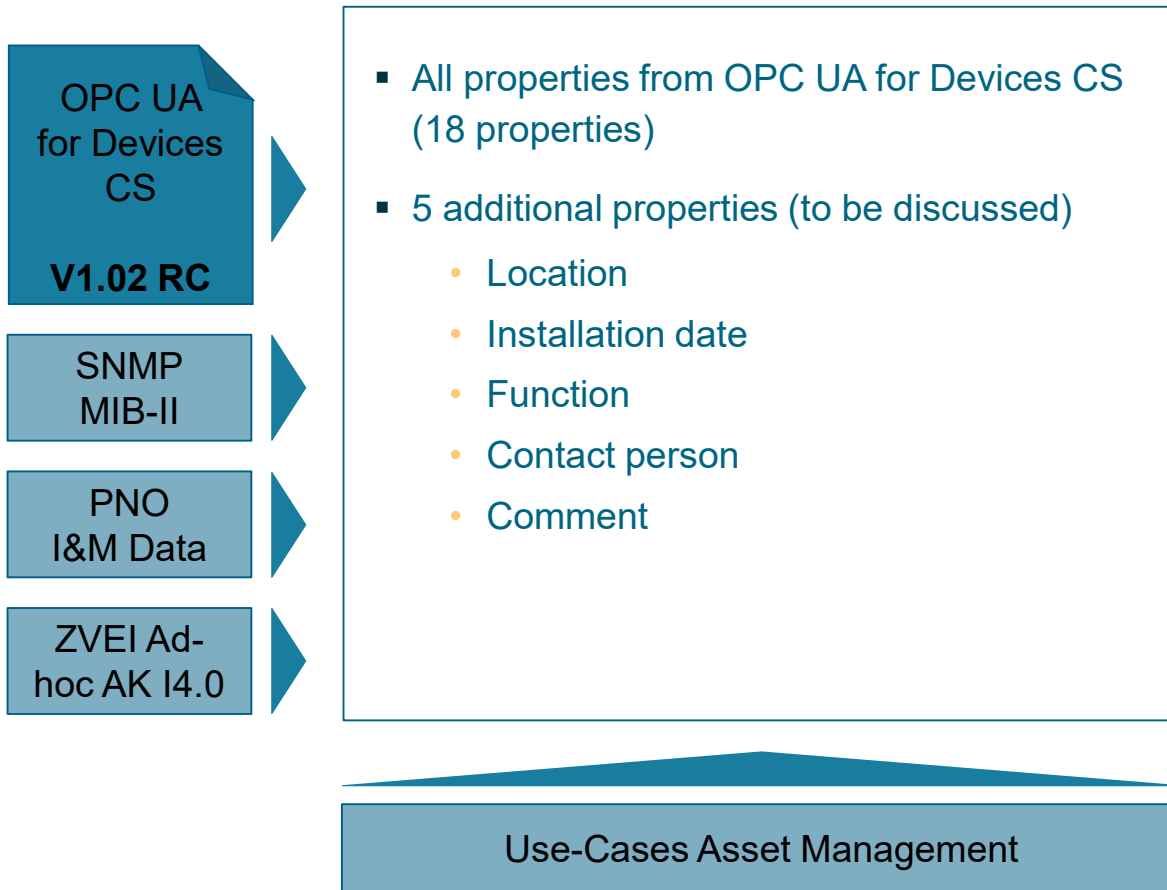 OPC UA
for Devices
CS
V1.02 RC
SNMP
MIB-II
PNO
I&M Data
ZVEI Ad-
hoc AK I4.0
▪ All properties from OPC UA for Devices CS
(18 properties)
▪ 5 additional properties (to be discussed)
• Location
• Installation date
• Function
• Contact person
• Comment
Use-Cases Asset Management